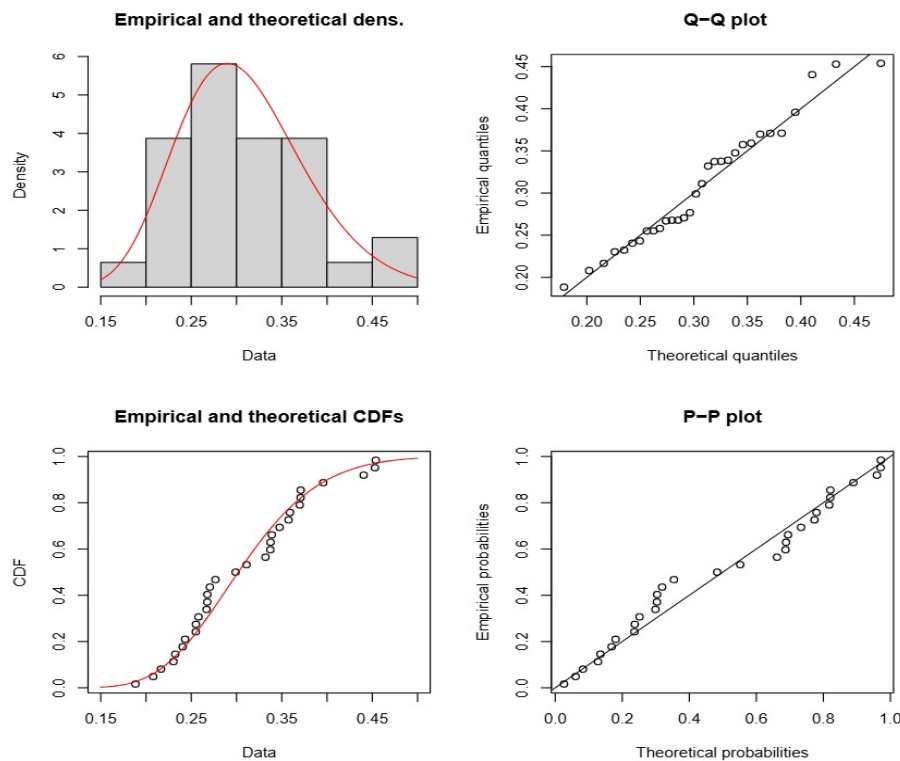 Empirical and theoretical dens.
Density
0 1 2 3 4 5 6
0.15 0.25 0.35 0.45
Data
Q−Q plot
Empirical quantiles
0.20 0.25 0.30 0.35 0.40 0.45
0.20 0.25 0.30 0.35 0.40 0.45
Theoretical quantiles
Empirical and theoretical CDFs
CDF
0.0 0.2 0.4 0.6 0.8 1.0
0.15 0.25 0.35 0.45
Data
P−P plot
Empirical probabilities
0.0 0.2 0.4 0.6 0.8 1.0
0.0 0.2 0.4 0.6 0.8 1.0
Theoretical probabilities